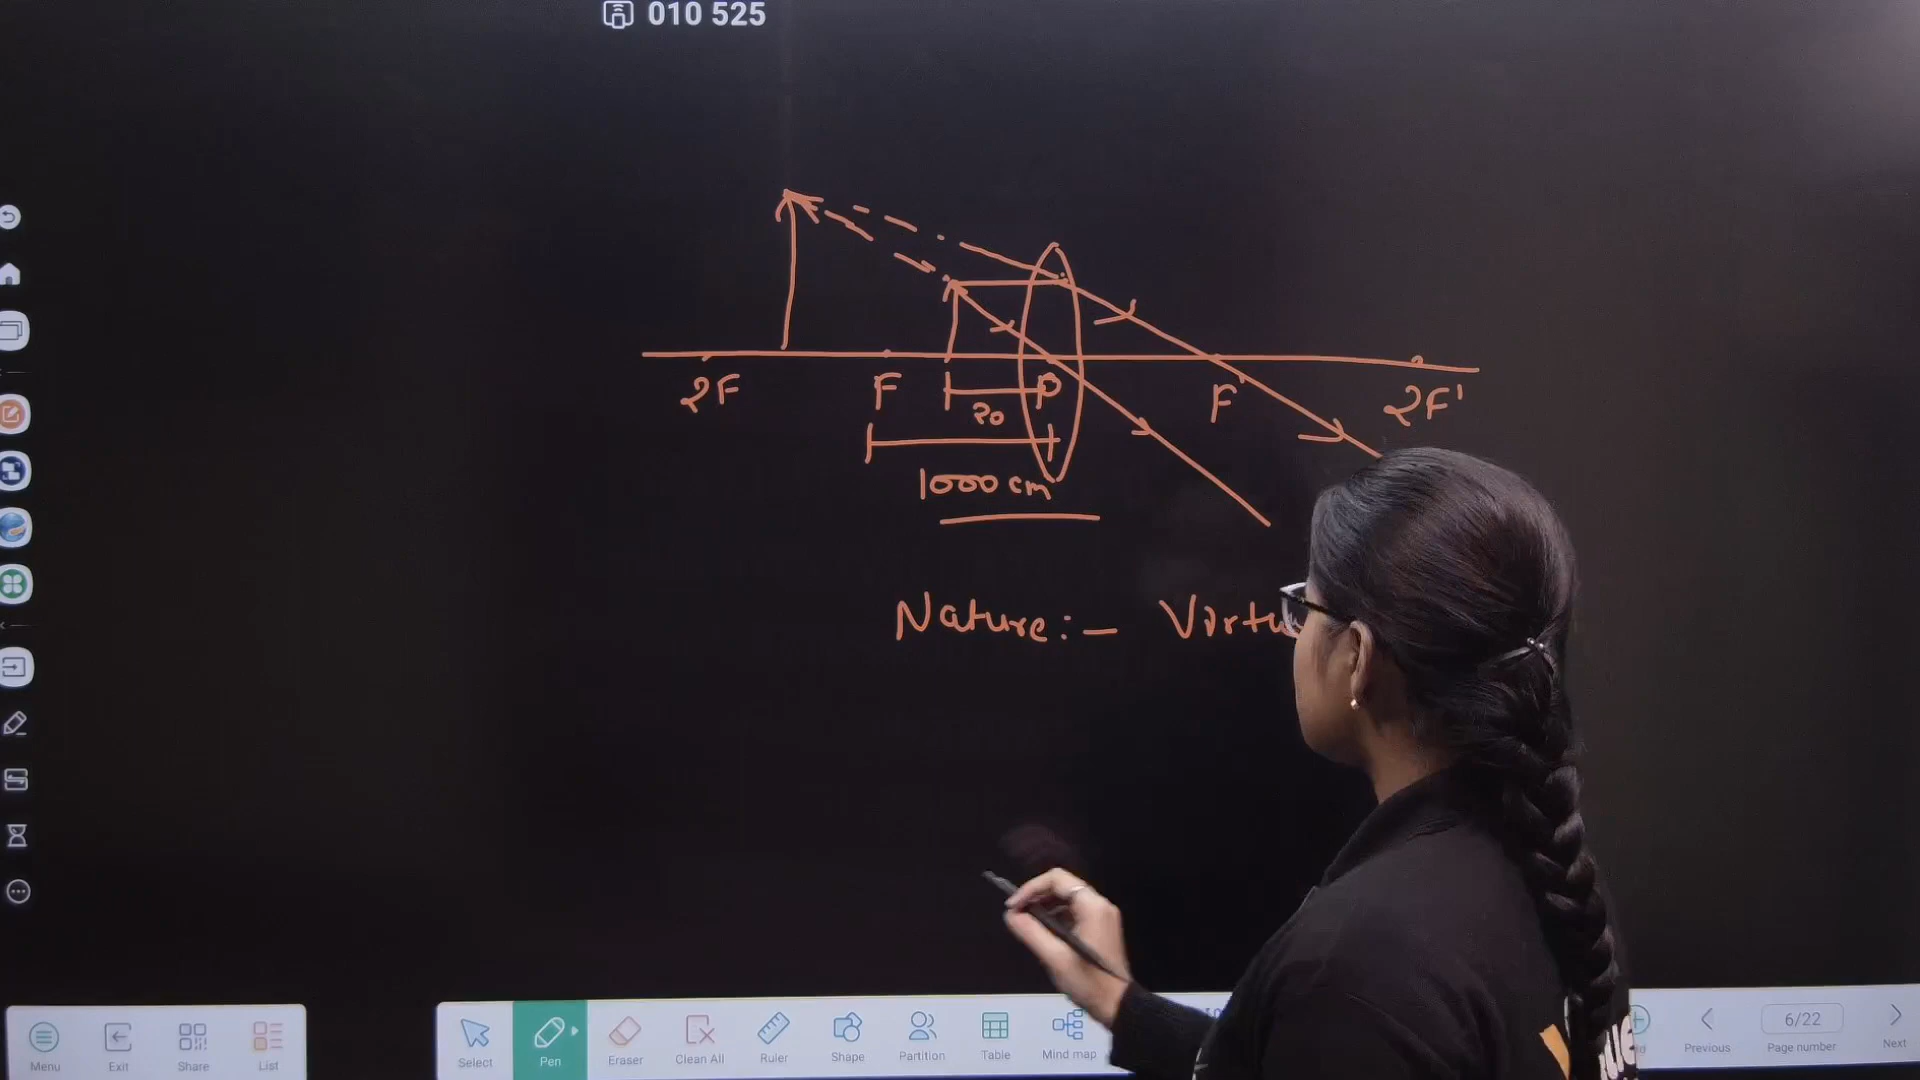 010 525
2F F P F 2F'
20
1000 cm
Nature:- Virtu
Menu Exit Share List Select Pen Eraser Clean All Ruler Shape Partition Table Mind map Previous Page number Next
6/22